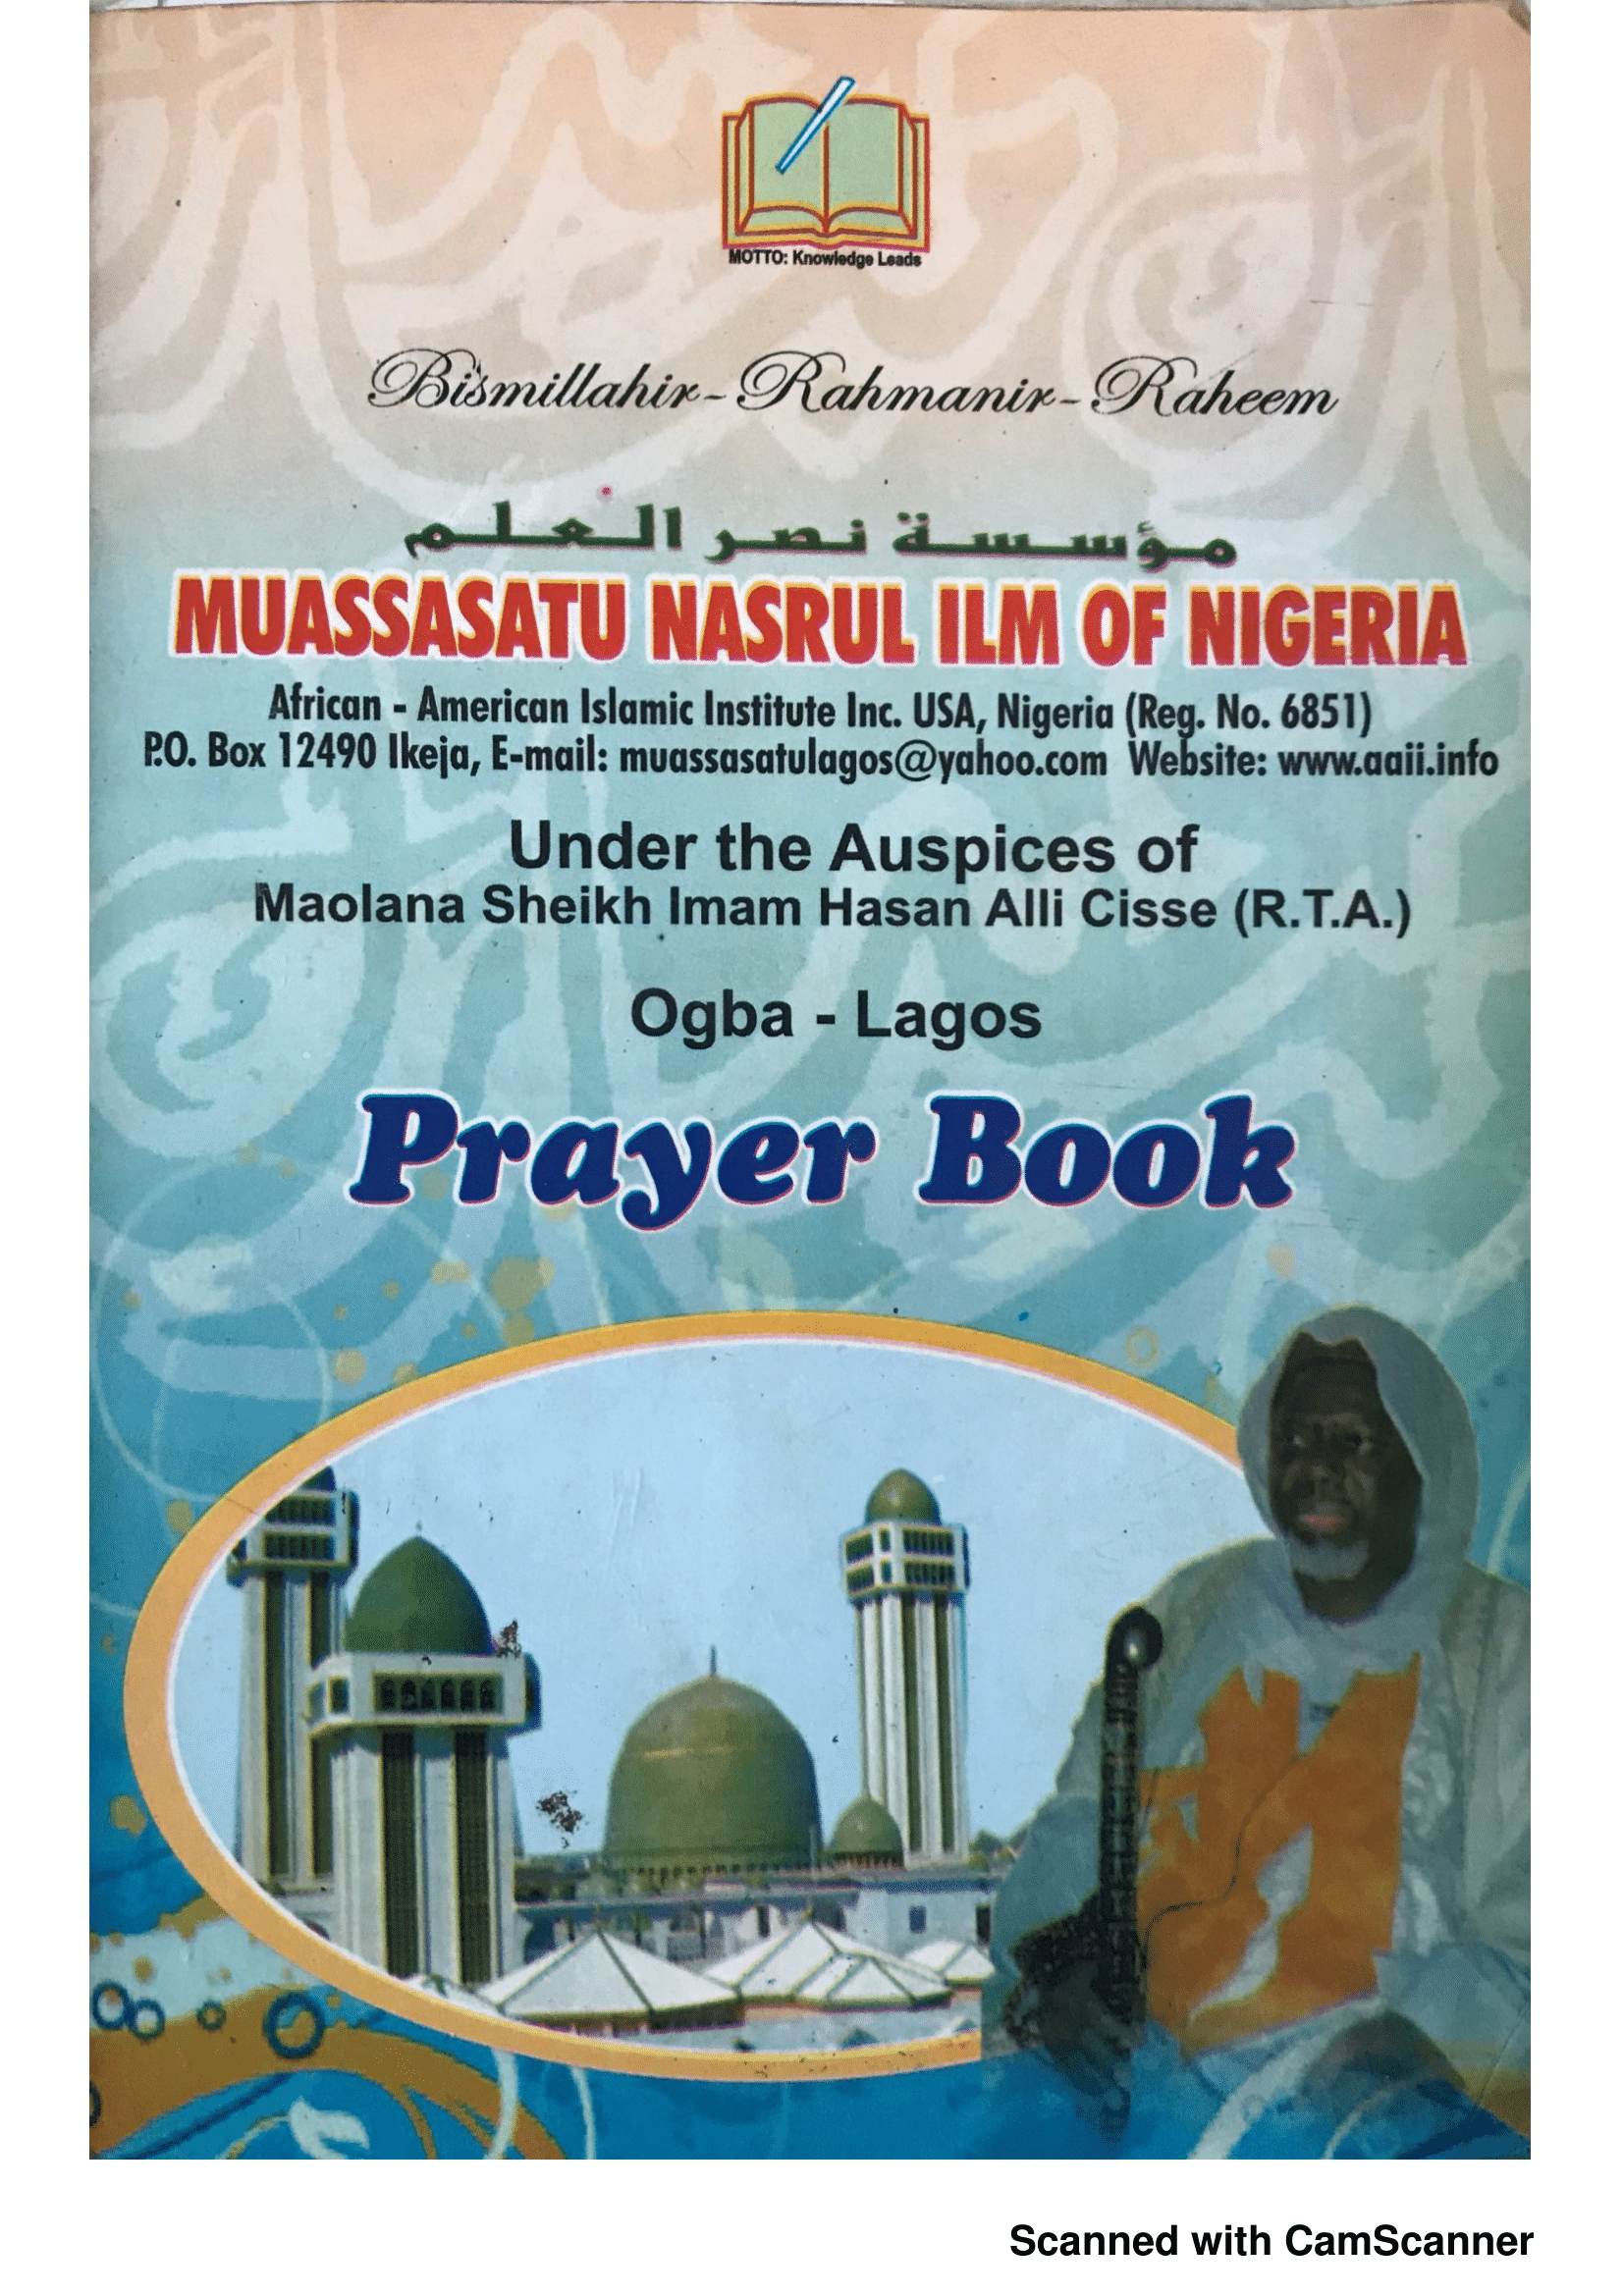 MOTTO: Knowledge Leads
Bismillahir-Rahmanir-Raheem
مؤسسة نصر العلم
MUASSASATU NASRUL ILM OF NIGERIA
African - American Islamic Institute Inc. USA, Nigeria (Reg. No. 6851)
P.O. Box 12490 Ikeja, E-mail: muassasatulagos@yahoo.com Website: www.aaii.info
Under the Auspices of
Maolana Sheikh Imam Hasan Alli Cisse (R.T.A.)
Ogba - Lagos
Prayer Book
Scanned with CamScanner